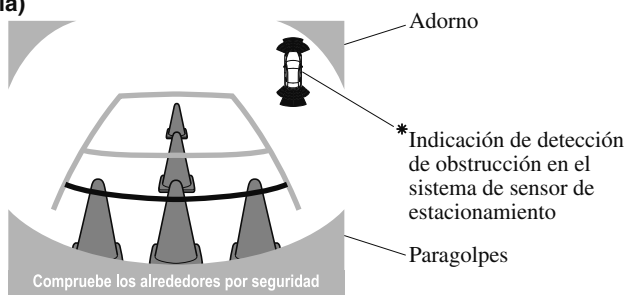 la)
Adorno
*Indicación de detección
de obstrucción en el
sistema de sensor de
estacionamiento
Paragolpes
Compruebe los alrededores por seguridad